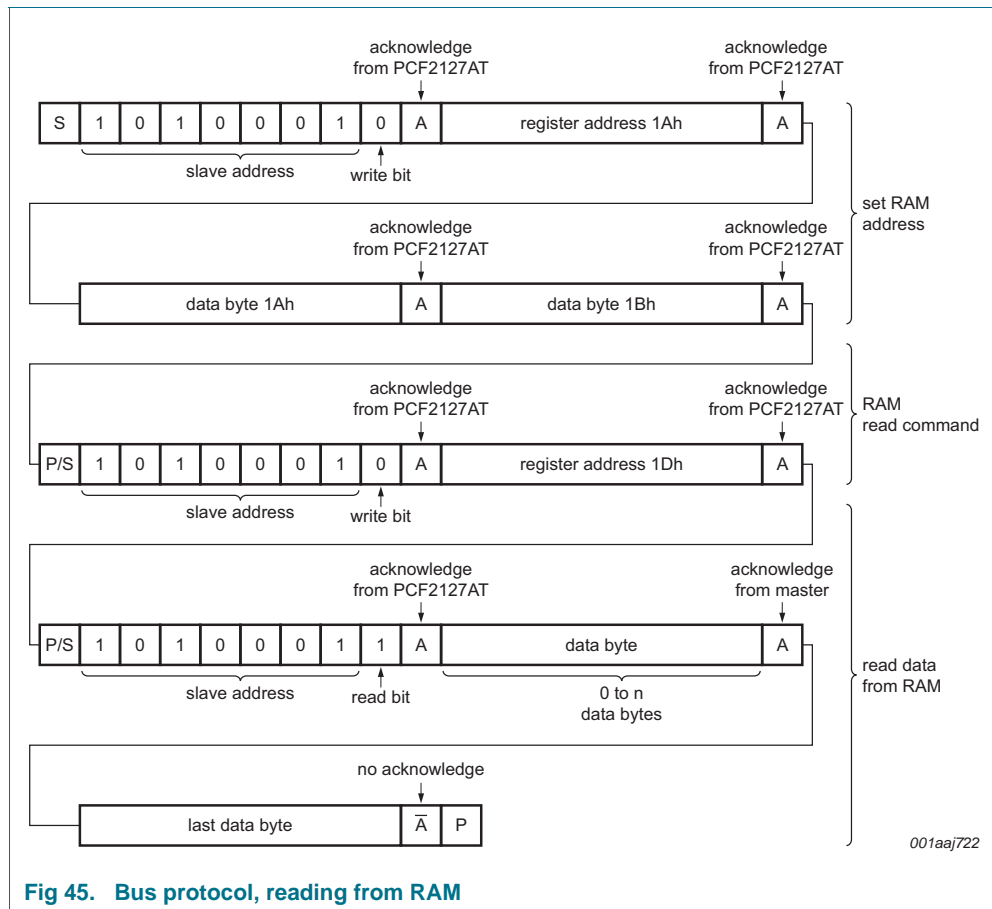 acknowledge
from PCF2127AT
acknowledge
from PCF2127AT
S 1 0 1 0 0 0 1 0 A register address 1Ah A
slave address
write bit
set RAM
address
acknowledge
from PCF2127AT
acknowledge
from PCF2127AT
data byte 1Ah A data byte 1Bh A
acknowledge
from PCF2127AT
acknowledge
from PCF2127AT
RAM
read command
P/S 1 0 1 0 0 0 1 0 A register address 1Dh A
slave address
write bit
acknowledge
from PCF2127AT
acknowledge
from master
P/S 1 0 1 0 0 0 1 1 A data byte A
slave address
read bit
0 to n
data bytes
read data
from RAM
no acknowledge
last data byte A̅ P
001aaj722
Fig 45. Bus protocol, reading from RAM